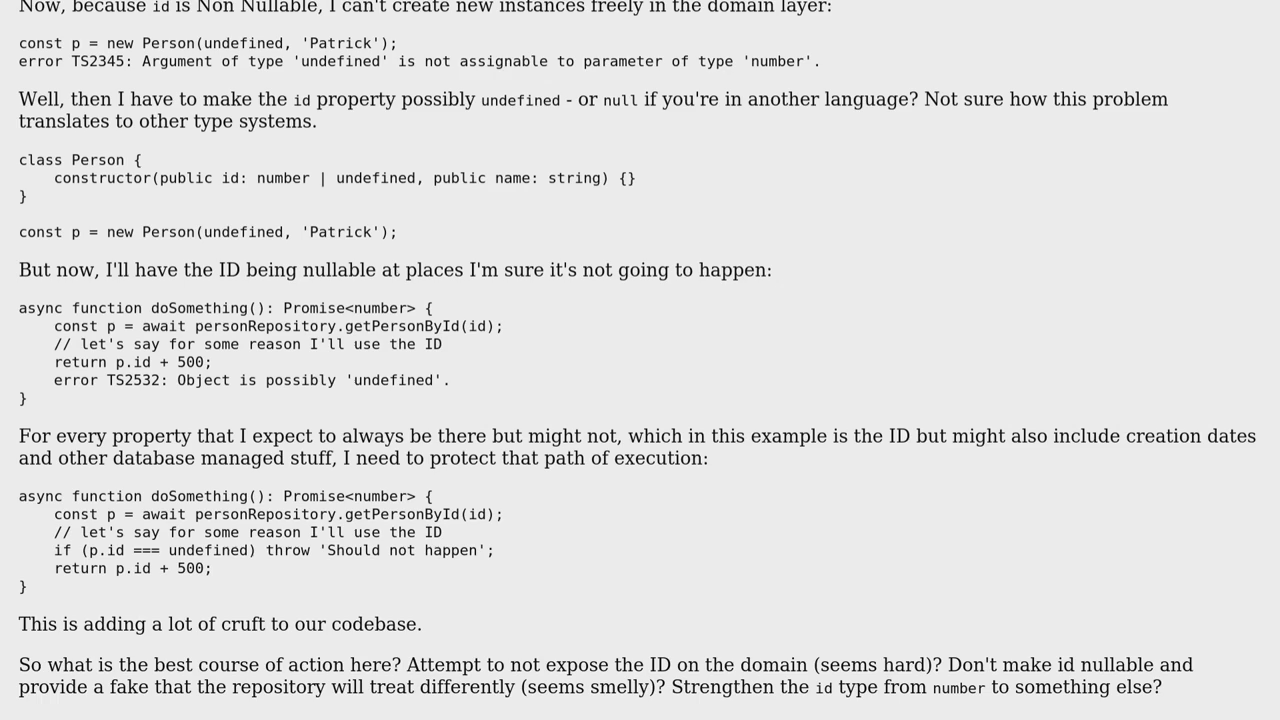 Now, because id is Non Nullable, I can't create new instances freely in the domain layer:
const p = new Person(undefined, 'Patrick');
error TS2345: Argument of type 'undefined' is not assignable to parameter of type 'number'.
Well, then I have to make the id property possibly undefined - or null if you're in another language? Not sure how this problem
translates to other type systems.
class Person {
    constructor(public id: number | undefined, public name: string) {}
}
const p = new Person(undefined, 'Patrick');
But now, I'll have the ID being nullable at places I'm sure it's not going to happen:
async function doSomething(): Promise<number> {
    const p = await personRepository.getPersonById(id);
    // let's say for some reason I'll use the ID
    return p.id + 500;
    error TS2532: Object is possibly 'undefined'.
}
For every property that I expect to always be there but might not, which in this example is the ID but might also include creation dates
and other database managed stuff, I need to protect that path of execution:
async function doSomething(): Promise<number> {
    const p = await personRepository.getPersonById(id);
    // let's say for some reason I'll use the ID
    if (p.id === undefined) throw 'Should not happen';
    return p.id + 500;
}
This is adding a lot of cruft to our codebase.
So what is the best course of action here? Attempt to not expose the ID on the domain (seems hard)? Don't make id nullable and
provide a fake that the repository will treat differently (seems smelly)? Strengthen the id type from number to something else?